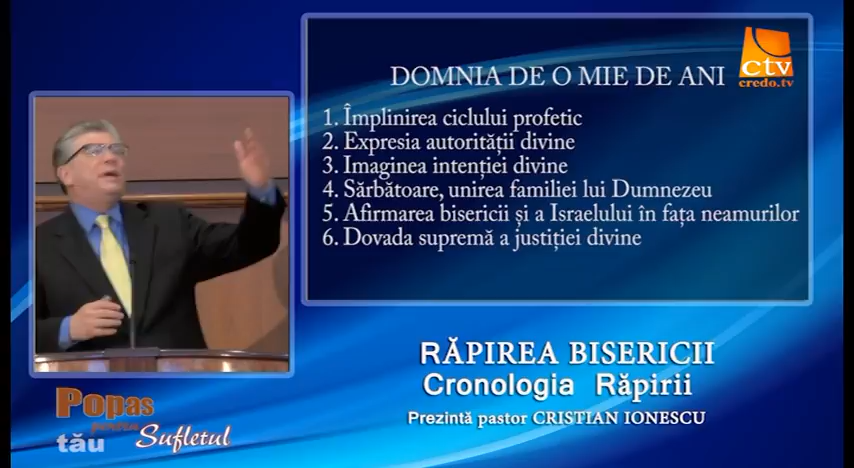 ctv
credo.tv
DOMNIA DE O MIE DE ANI
1. Împlinirea ciclului profetic
2. Expresia autorității divine
3. Imaginea intenției divine
4. Sărbătoare, unirea familiei lui Dumnezeu
5. Afirmarea bisericii și a Israelului în fața neamurilor
6. Dovada supremă a justiției divine
RĂPIREA BISERICII
Cronologia Răpirii
Prezintă pastor CRISTIAN IONESCU
Popas
pentru
Sufletul
tău